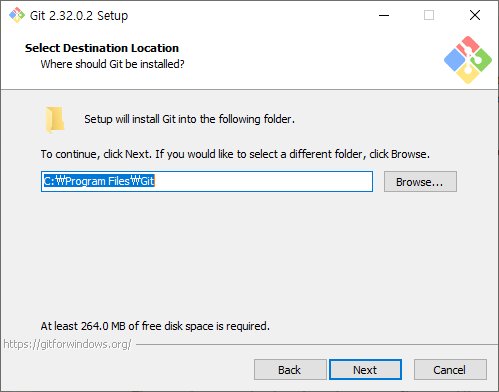 Git 2.32.0.2 Setup
Select Destination Location
Where should Git be installed?
Setup will install Git into the following folder.
To continue, click Next. If you would like to select a different folder, click Browse.
C:₩Program Files₩Git
Browse...
At least 264.0 MB of free disk space is required.
https://gitforwindows.org/
Back
Next
Cancel